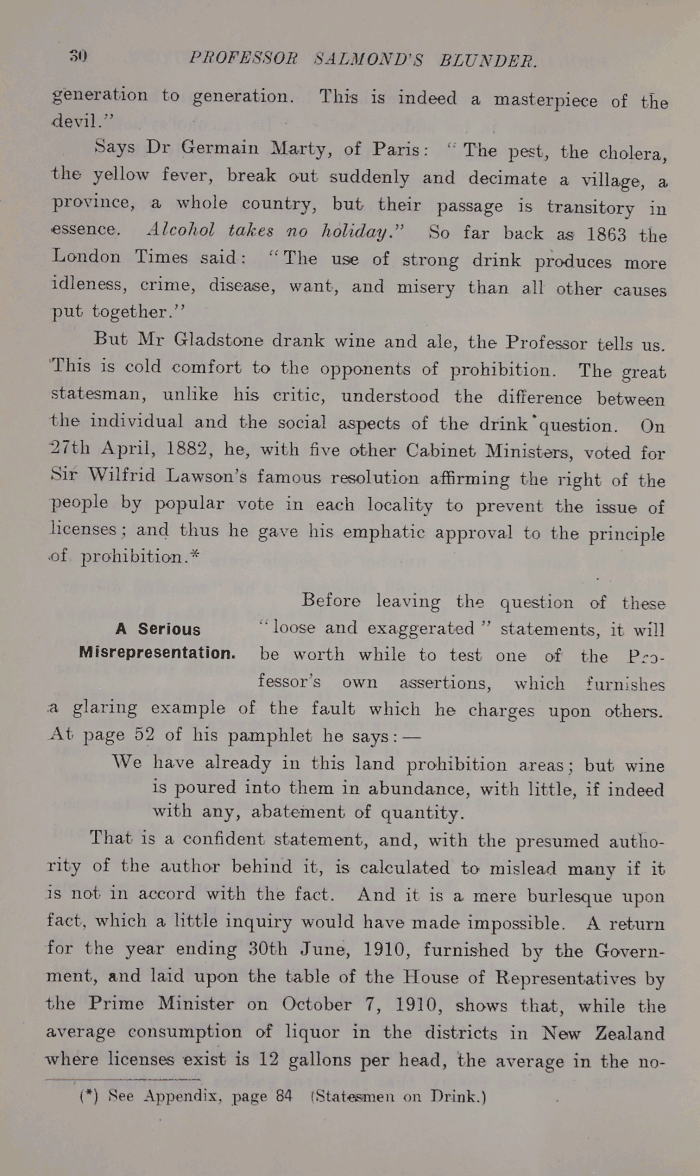 30 PROFESSOR SALMOND'S BLUNDER.
generation to generation. This is indeed a masterpiece of the
devil."
Says Dr Germain Marty, of Paris: "The pest, the cholera,
the yellow fever, break out suddenly and decimate a village, a
province, a whole country, but their passage is transitory in
essence. Alcohol takes no holiday." So far back as 1863 the
London Times said: "The use of strong drink produces more
idleness, crime, disease, want, and misery than all other causes
put together."
But Mr Gladstone drank wine and ale, the Professor tells us.
This is cold comfort to the opponents of prohibition. The great
statesman, unlike his critic, understood the difference between
the individual and the social aspects of the drink question. On
27th April, 1882, he, with five other Cabinet Ministers, voted for
Sir Wilfrid Lawson's famous resolution affirming the right of the
people by popular vote in each locality to prevent the issue of
licenses; and thus he gave his emphatic approval to the principle
of prohibition.*
A Serious
Misrepresentation.
Before leaving the question of these
"loose and exaggerated" statements, it will
be worth while to test one of the Pro-
fessor's own assertions, which furnishes
a glaring example of the fault which he charges upon others.
At page 52 of his pamphlet he says:—
We have already in this land prohibition areas; but wine
is poured into them in abundance, with little, if indeed
with any, abatement of quantity.
That is a confident statement, and, with the presumed autho-
rity of the author behind it, is calculated to mislead many if it
is not in accord with the fact. And it is a mere burlesque upon
fact, which a little inquiry would have made impossible. A return
for the year ending 30th June, 1910, furnished by the Govern-
ment, and laid upon the table of the House of Representatives by
the Prime Minister on October 7, 1910, shows that, while the
average consumption of liquor in the districts in New Zealand
where licenses exist is 12 gallons per head, the average in the no-
(*) See Appendix, page 84 (Statesmen on Drink.)